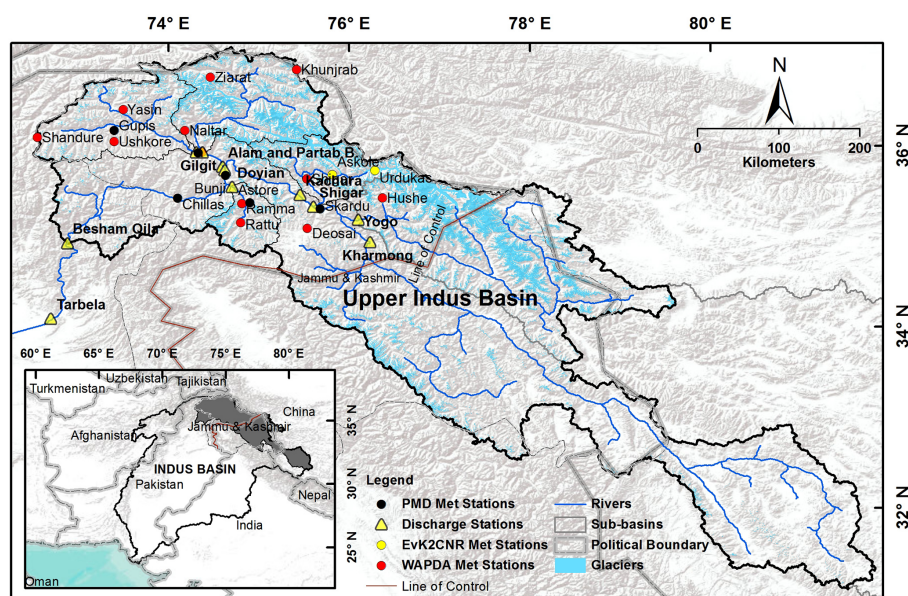 74° E
76° E
78° E
80° E
N
0
100
200
Kilometers
36° N
34° N
32° N
Khunjrab
Ziarat
Yasin
Gupis
Naltar
Shandure
Ushkore
Alam and Partab B.
Askole
Gilgit
Doyian
Urdukas
Kachura
Bunji
Astore
Shigar
Hushe
Chillas
Ramma
Skardu
Rattu
Deosai
Yogo
Besham Qila
Kharmong
Line of Control
Jammu & Kashmir
Upper Indus Basin
Tarbela
60° E
65° E
70° E
75° E
80° E
Uzbekistan
Tajikistan
Turkmenistan
China
Jammu & Kashmir
Afghanistan
INDUS BASIN
Pakistan
Nepal
India
Oman
35° N
30° N
25° N
Legend
PMD Met Stations
Discharge Stations
EvK2CNR Met Stations
WAPDA Met Stations
Line of Control
Rivers
Sub-basins
Political Boundary
Glaciers